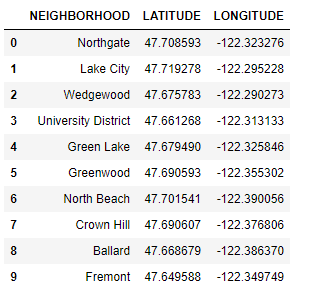 NEIGHBORHOOD LATITUDE LONGITUDE
0 Northgate 47.708593 -122.323276
1 Lake City 47.719278 -122.295228
2 Wedgewood 47.675783 -122.290273
3 University District 47.661268 -122.313133
4 Green Lake 47.679490 -122.325846
5 Greenwood 47.690593 -122.355302
6 North Beach 47.701541 -122.390056
7 Crown Hill 47.690607 -122.376806
8 Ballard 47.668679 -122.386370
9 Fremont 47.649588 -122.349749